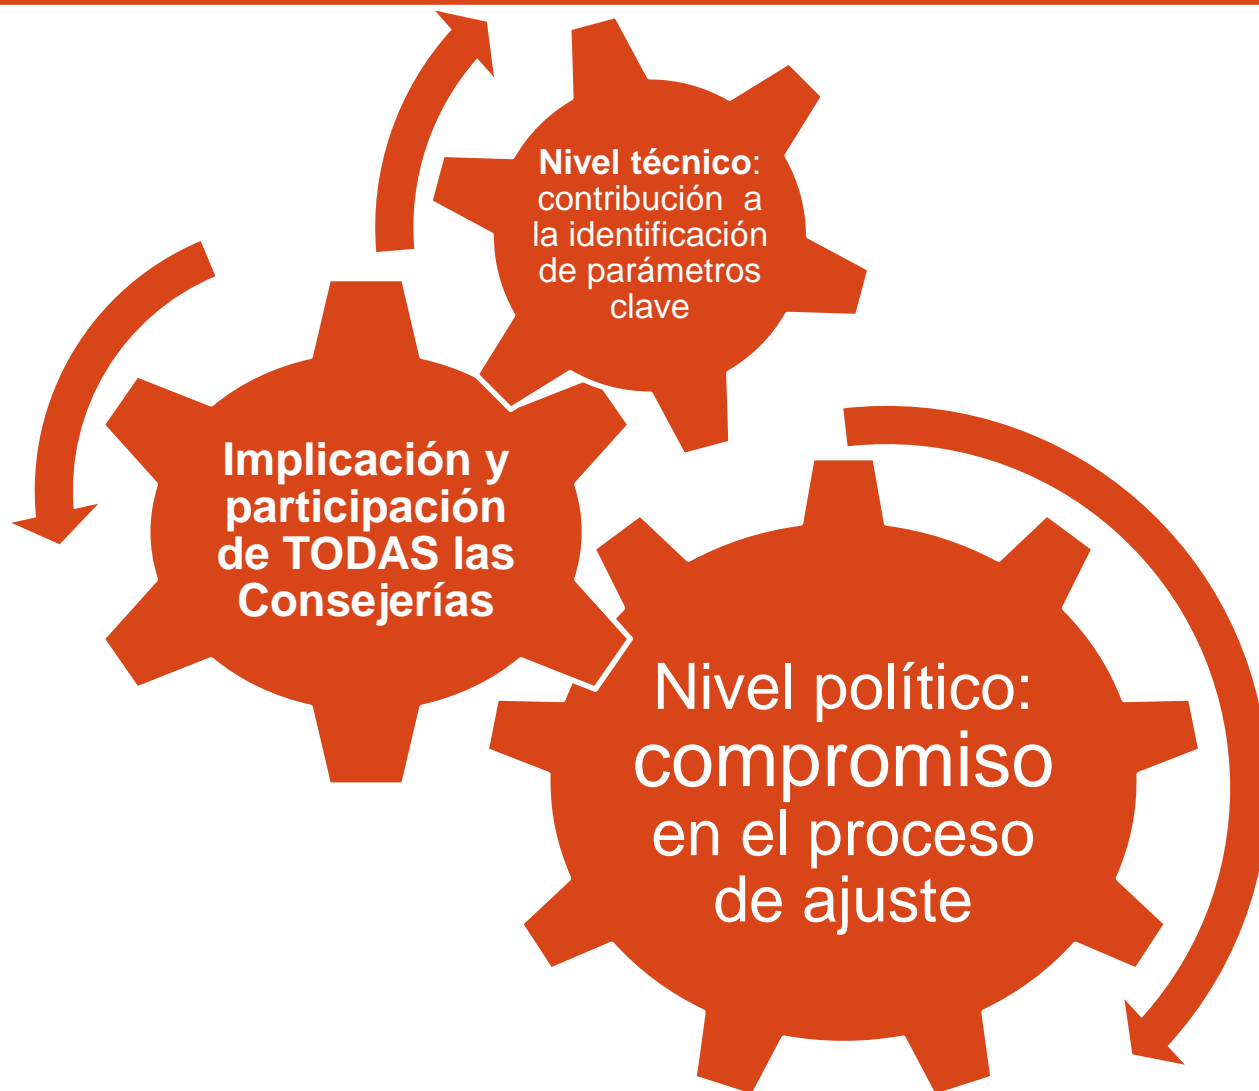 Nivel técnico:
contribución a
la identificación
de parámetros
clave
Implicación y
participación
de TODAS las
Consejerías
Nivel político:
compromiso
en el proceso
de ajuste